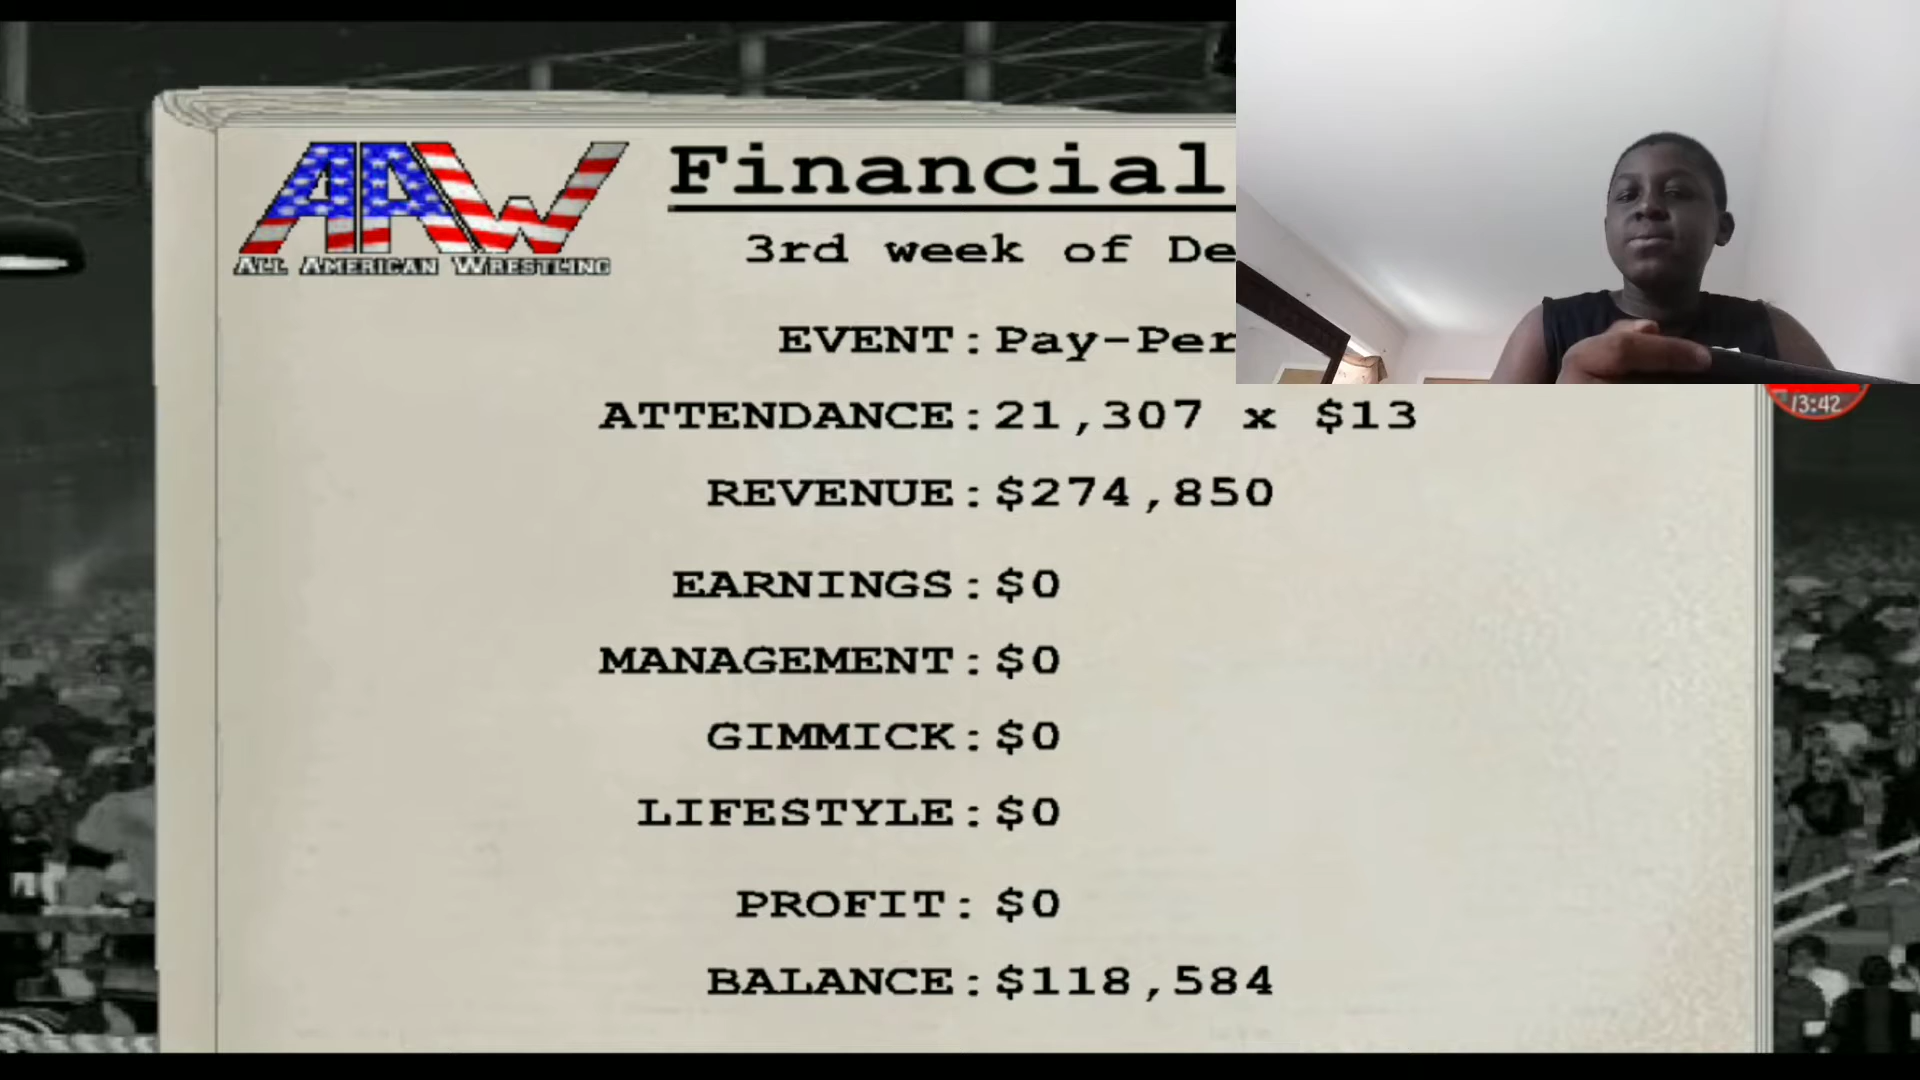 AAW
ALL AMERICAN WRESTLING
Financial
3rd week of De
EVENT: Pay-Per
ATTENDANCE: 21,307 x $13
REVENUE: $274,850
EARNINGS: $0
MANAGEMENT: $0
GIMMICK: $0
LIFESTYLE: $0
PROFIT: $0
BALANCE: $118,584
13:42